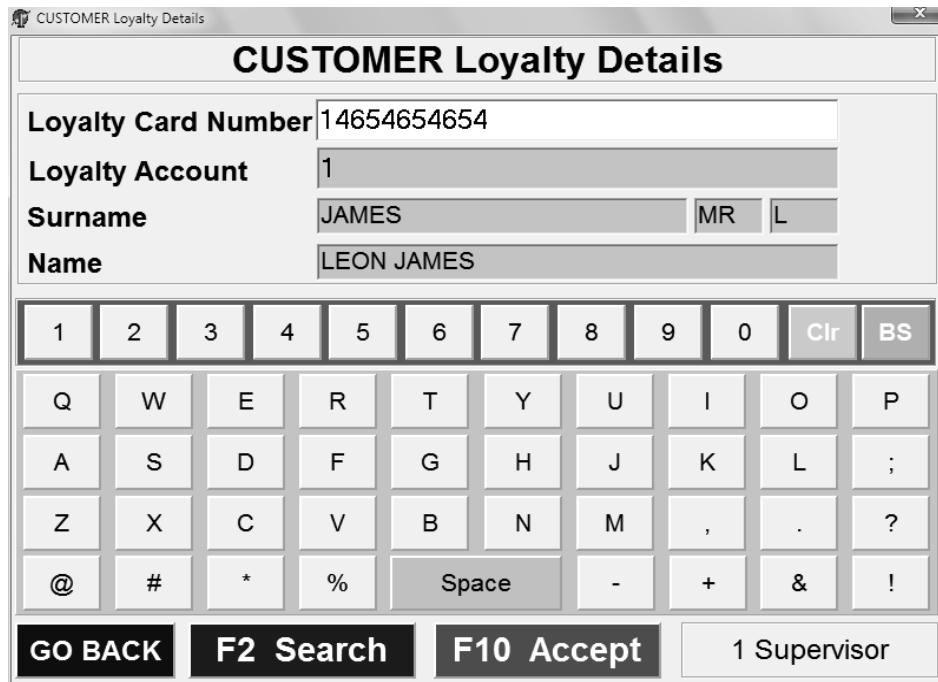 CUSTOMER Loyalty Details
X
CUSTOMER Loyalty Details
Loyalty Card Number 14654654654
Loyalty Account 1
Surname JAMES MR L
Name LEON JAMES
1 2 3 4 5 6 7 8 9 0 Clr BS
Q W E R T Y U I O P
A S D F G H J K L ;
Z X C V B N M , . ?
@ # * % Space - + & !
GO BACK F2 Search F10 Accept 1 Supervisor